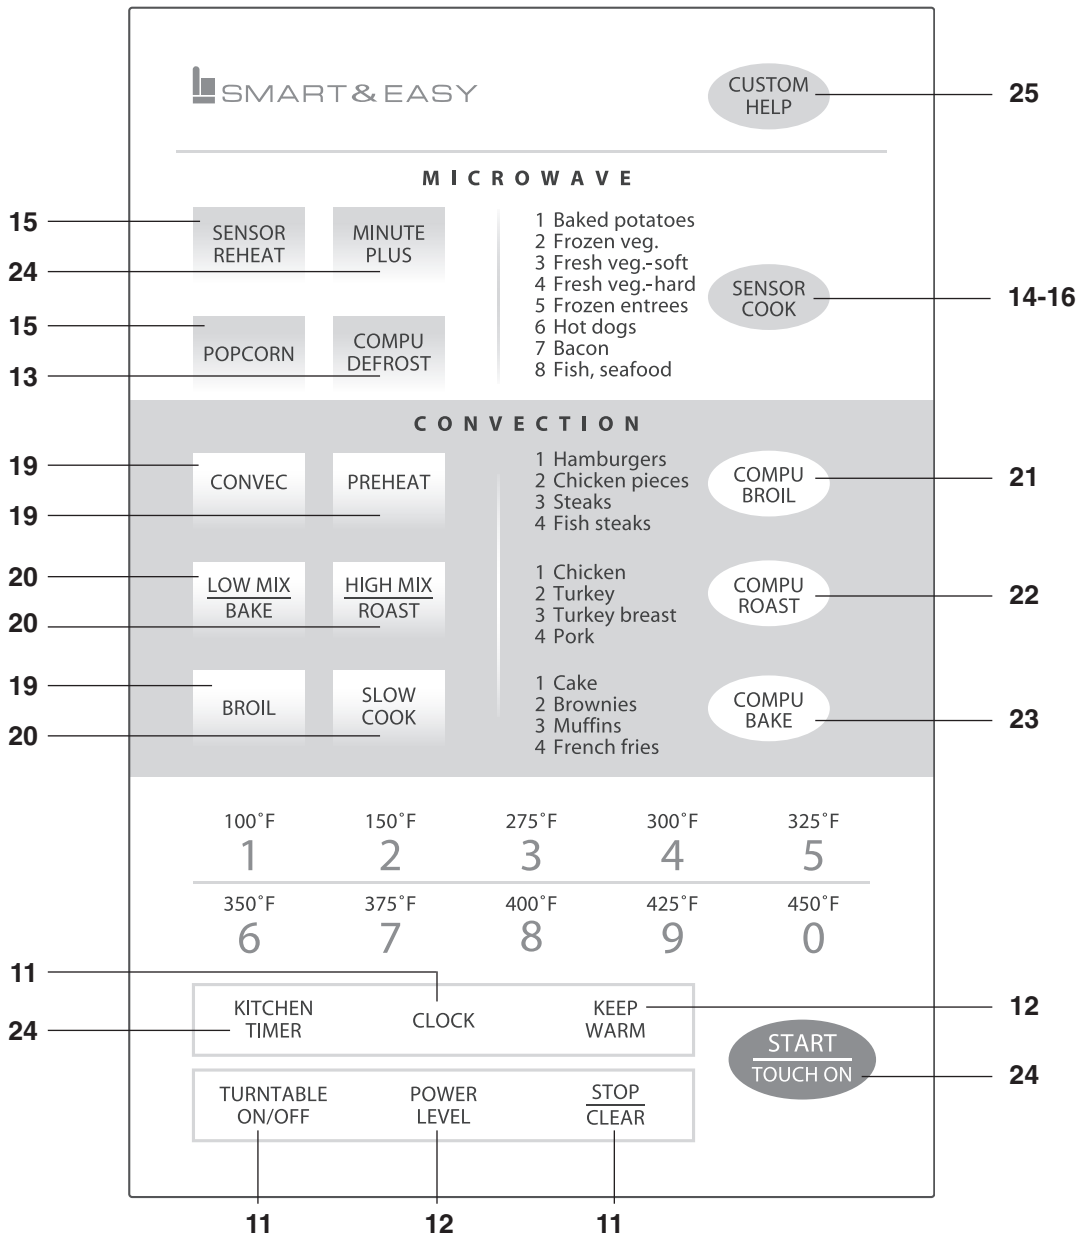 SMART & EASY
CUSTOM
HELP
25
MICROWAVE
15
SENSOR
REHEAT
MINUTE
PLUS
24
1 Baked potatoes
2 Frozen veg.
3 Fresh veg.-soft
4 Fresh veg.-hard
5 Frozen entrees
6 Hot dogs
7 Bacon
8 Fish, seafood
SENSOR
COOK
14-16
15
POPCORN
COMPU
DEFROST
13
CONVECTION
19
CONVEC
PREHEAT
19
1 Hamburgers
2 Chicken pieces
3 Steaks
4 Fish steaks
COMPU
BROIL
21
20
LOW MIX
BAKE
HIGH MIX
ROAST
20
1 Chicken
2 Turkey
3 Turkey breast
4 Pork
COMPU
ROAST
22
19
BROIL
SLOW
COOK
20
1 Cake
2 Brownies
3 Muffins
4 French fries
COMPU
BAKE
23
100˚F 150˚F 275˚F 300˚F 325˚F
1 2 3 4 5
350˚F 375˚F 400˚F 425˚F 450˚F
6 7 8 9 0
11
KITCHEN
TIMER
24
CLOCK
KEEP
WARM
12
START
TOUCH ON
24
TURNTABLE
ON/OFF
POWER
LEVEL
STOP
CLEAR
11 12 11